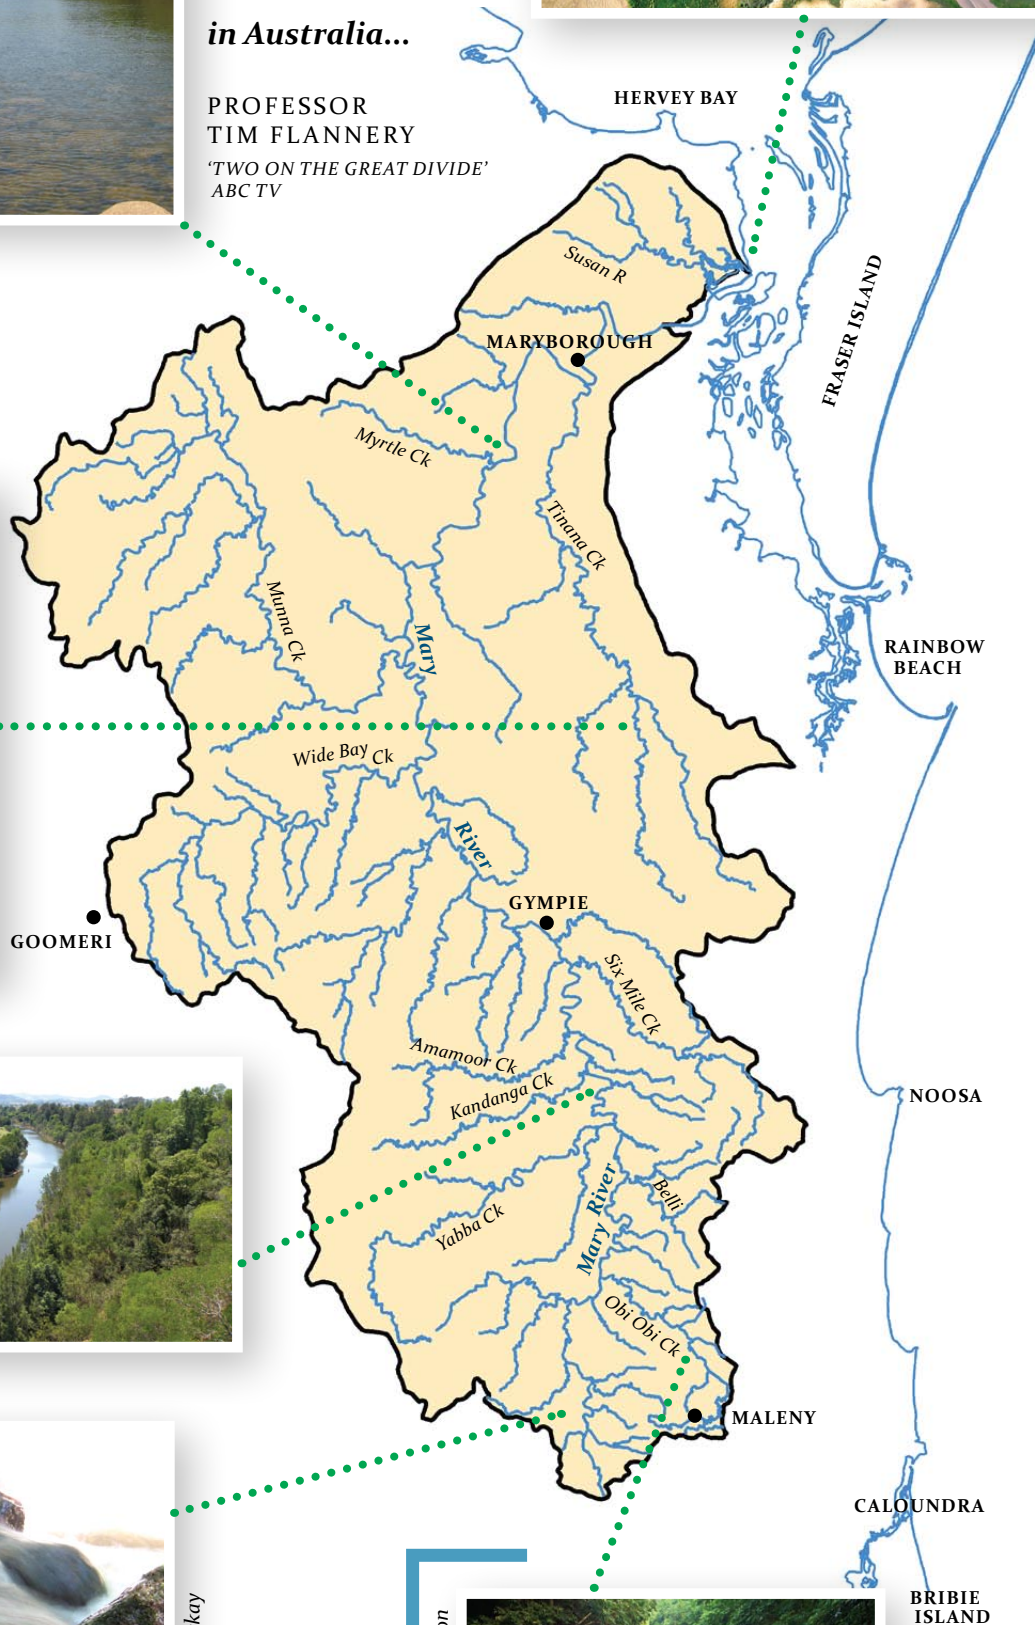 in Australia...
PROFESSOR
TIM FLANNERY
‘TWO ON THE GREAT DIVIDE’
ABC TV
HERVEY BAY
Susan R
FRASER ISLAND
MARYBOROUGH
Myrtle Ck
Tinana Ck
Munna Ck
Mary
RAINBOW
BEACH
Wide Bay Ck
River
GYMPIE
GOOMERI
Six Mile Ck
Amamoor Ck
Kandanga Ck
NOOSA
Mary River
Belli
Yabba Ck
Obi Obi Ck
MALENY
CALOUNDRA
BRIBIE
ISLAND